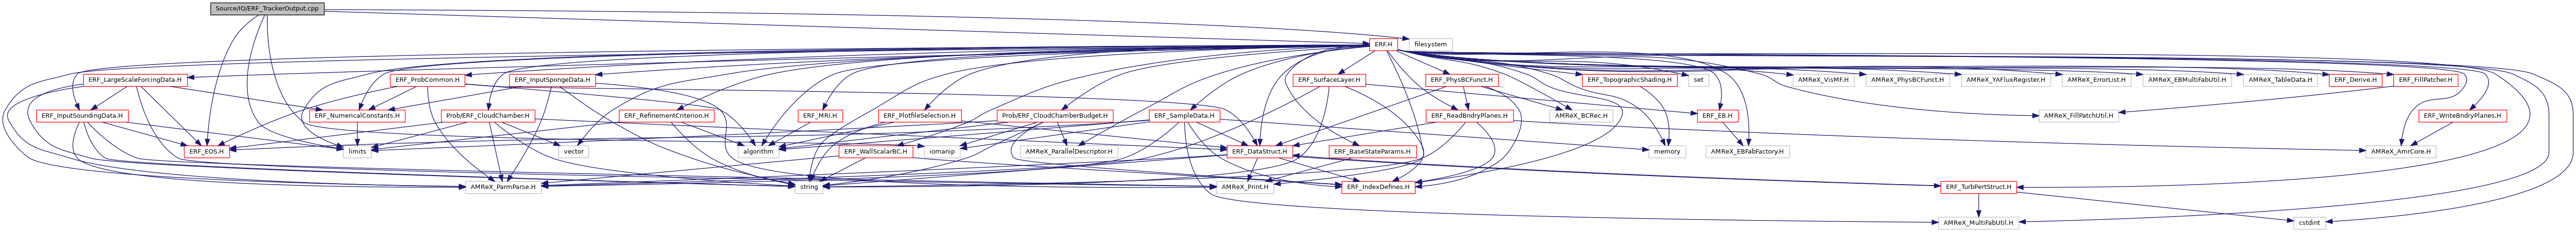 Source/IO/ERF_TrackerOutput.cpp
ERF.H
filesystem
ERF_LargeScaleForcingData.H
ERF_ProbCommon.H
ERF_InputSpongeData.H
ERF_SurfaceLayer.H
ERF_PhysBCFunct.H
ERF_TopographicShading.H
set
AMReX_VisMF.H
AMReX_PhysBCFunct.H
AMReX_YAFluxRegister.H
AMReX_ErrorList.H
AMReX_EBMultiFabUtil.H
AMReX_TableData.H
ERF_Derive.H
ERF_FillPatcher.H
ERF_InputSoundingData.H
ERF_NumericalConstants.H
Prob/ERF_CloudChamber.H
ERF_RefinementCriterion.H
ERF_MRI.H
ERF_PlotfileSelection.H
Prob/ERF_CloudChamberBudget.H
ERF_SampleData.H
ERF_ReadBndryPlanes.H
AMReX_BCRec.H
ERF_EB.H
AMReX_FillPatchUtil.H
ERF_WriteBndryPlanes.H
ERF_EOS.H
limits
vector
algorithm
ERF_WallScalarBC.H
iomanip
AMReX_ParallelDescriptor.H
ERF_DataStruct.H
ERF_BaseStateParams.H
memory
AMReX_EBFabFactory.H
AMReX_AmrCore.H
AMReX_ParmParse.H
string
AMReX_Print.H
ERF_IndexDefines.H
ERF_TurbPertStruct.H
AMReX_MultiFabUtil.H
cstdint